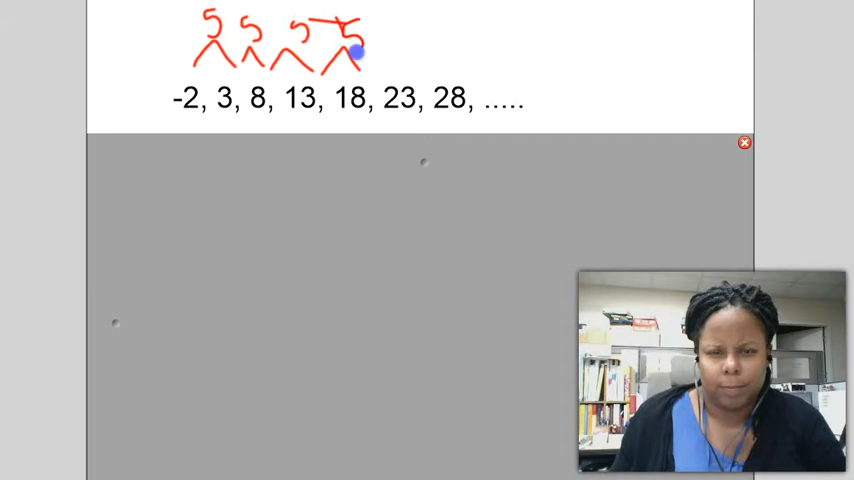 5 5 5 5
-2, 3, 8, 13, 18, 23, 28, .....